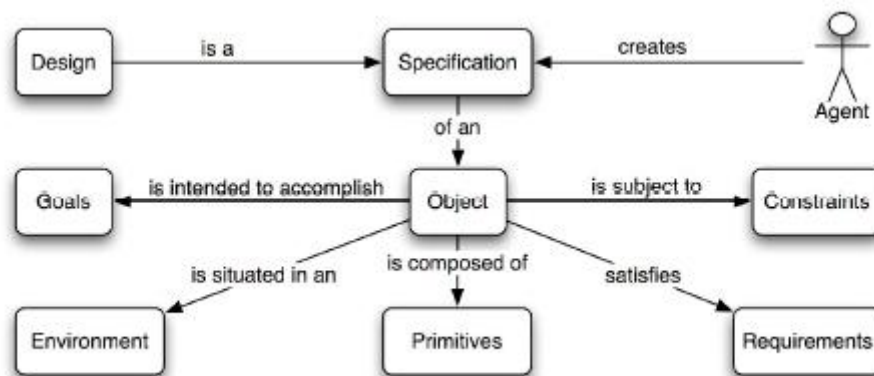 Design
is a
Specification
creates
Agent
of an
Goals
is intended to accomplish
Object
is subject to
Constraints
is situated in an
is composed of
satisfies
Environment
Primitives
Requirements